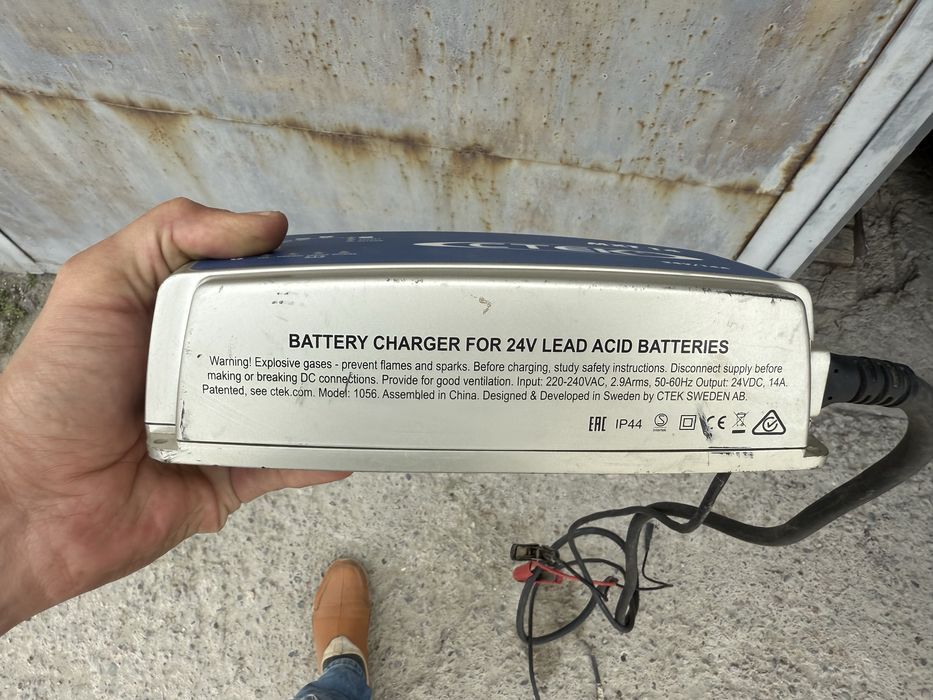 CTEK
BATTERY CHARGER FOR 24V LEAD ACID BATTERIES
Warning! Explosive gases - prevent flames and sparks. Before charging, study safety instructions. Disconnect supply before
making or breaking DC connections. Provide for good ventilation. Input: 220-240VAC, 2.9Arms, 50-60Hz Output: 24VDC, 14A.
Patented, see ctek.com. Model: 1056. Assembled in China. Designed & Developed in Sweden by CTEK SWEDEN AB.
EAC IP44 CE